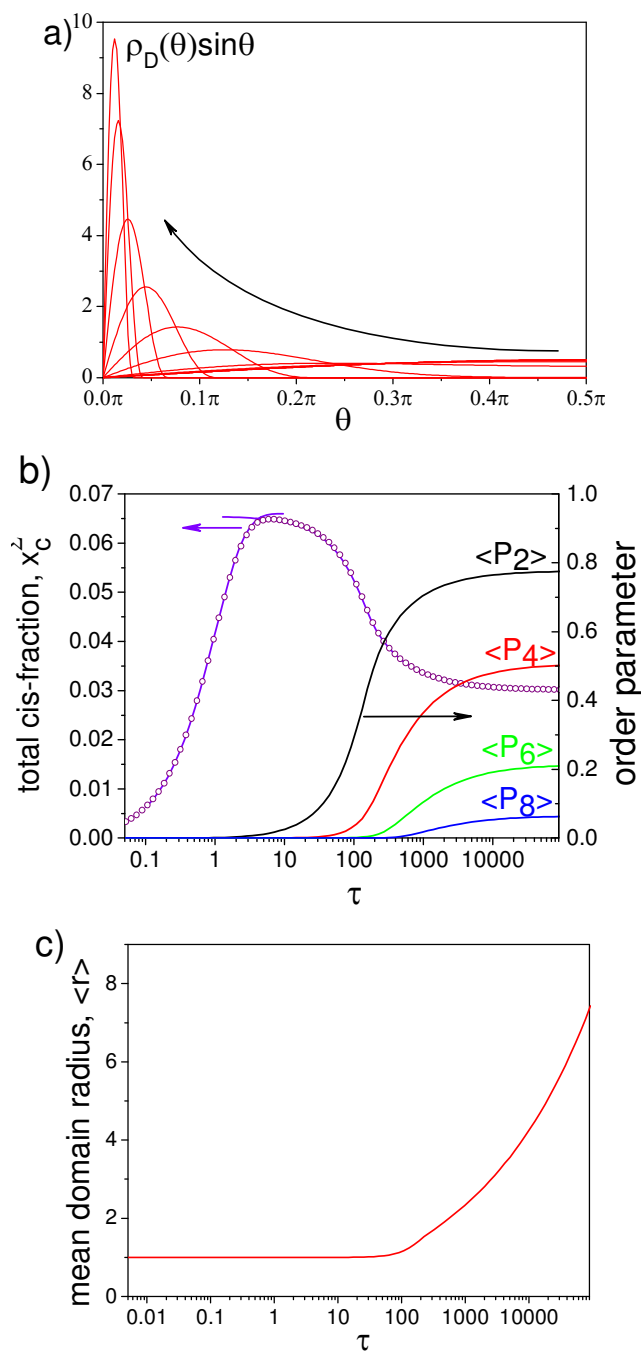 a)
ρ_D(θ)sinθ
10
8
6
4
2
0
0.0π 0.1π 0.2π 0.3π 0.4π 0.5π
θ
b)
total cis-fraction, x_c^Σ
0.07
0.06
0.05
0.04
0.03
0.02
0.01
0.00
<P2>
<P4>
<P6>
<P8>
1.0
0.8
0.6
0.4
0.2
0.0
order parameter
0.1 1 10 100 1000 10000
τ
c)
mean domain radius, <r>
8
6
4
2
0
0.01 0.1 1 10 100 1000 10000
τ